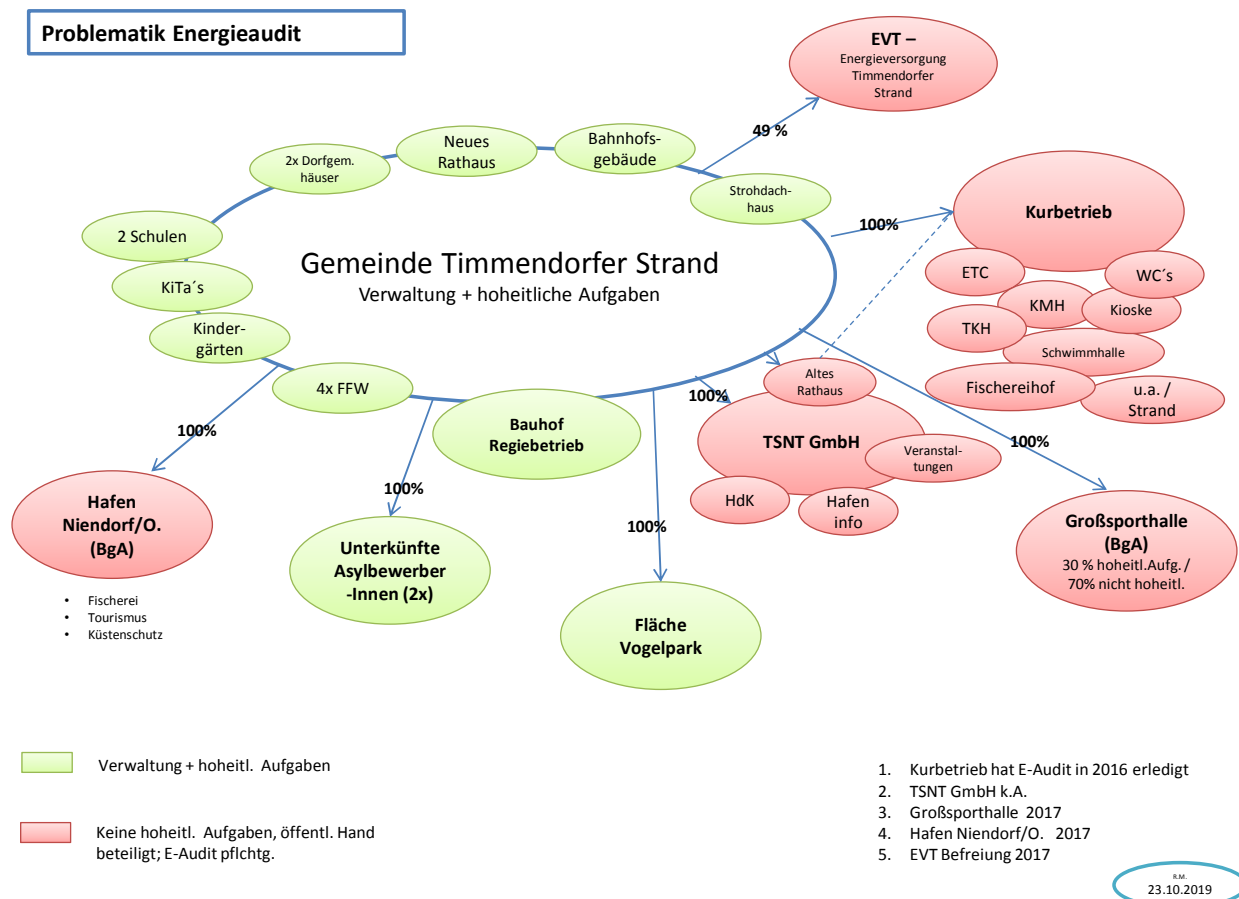 Problematik Energieaudit
EVT –
Energieversorgung
Timmendorfer
Strand
49 %
Bahnhofs-
gebäude
Neues
Rathaus
2x Dorfgem.
häuser
Strohdach-
haus
2 Schulen
KiTa´s
Kinder-
gärten
4x FFW
Gemeinde Timmendorfer Strand
Verwaltung + hoheitliche Aufgaben
100%
Kurbetrieb
ETC
WC´s
KMH
Kioske
TKH
Schwimmhalle
Fischereihof
u.a. /
Strand
Altes
Rathaus
100%
TSNT GmbH
Veranstal-
tungen
HdK
Hafen
info
Bauhof
Regiebetrieb
100%
Hafen
Niendorf/O.
(BgA)
• Fischerei
• Tourismus
• Küstenschutz
100%
Unterkünfte
Asylbewerber
-Innen (2x)
100%
Fläche
Vogelpark
100%
Großsporthalle
(BgA)
30 % hoheitl.Aufg. /
70% nicht hoheitl.
Verwaltung + hoheitl. Aufgaben
Keine hoheitl. Aufgaben, öffentl. Hand
beteiligt; E-Audit pflchtg.
1. Kurbetrieb hat E-Audit in 2016 erledigt
2. TSNT GmbH k.A.
3. Großsporthalle 2017
4. Hafen Niendorf/O. 2017
5. EVT Befreiung 2017
R.M.
23.10.2019